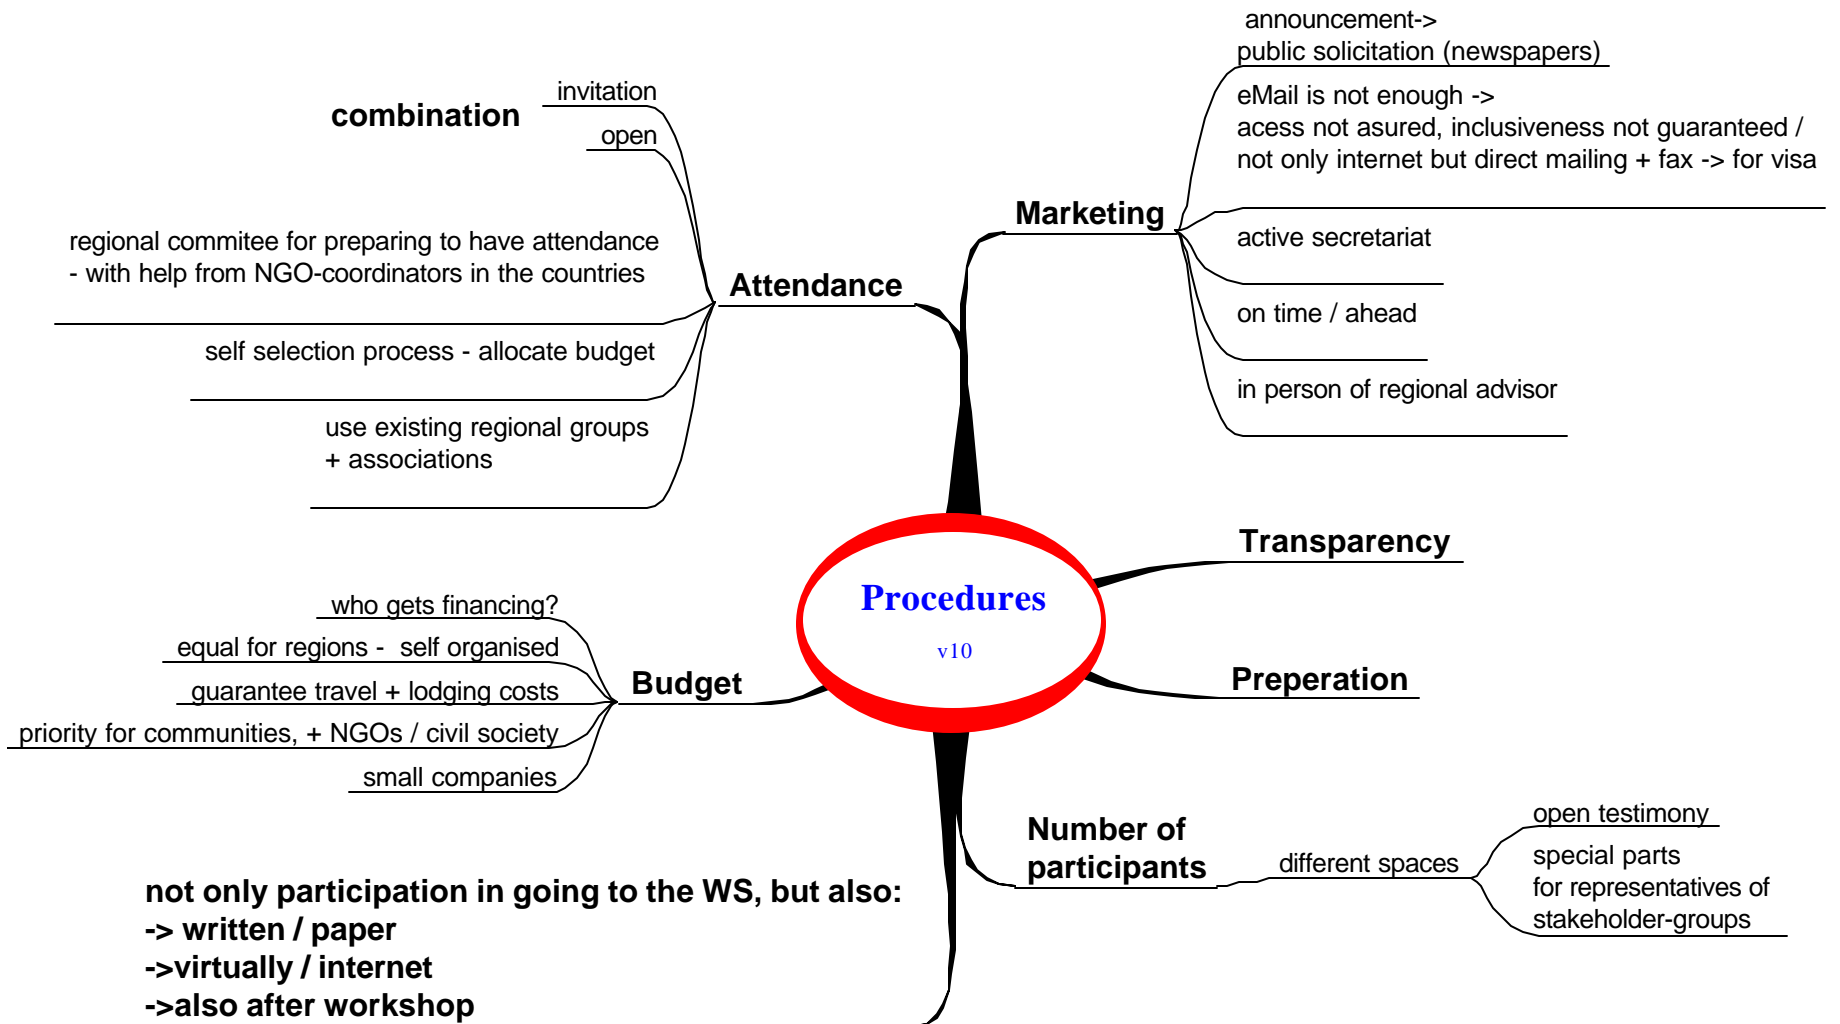 Procedures
v10
Marketing
announcement->
public solicitation (newspapers)
eMail is not enough ->
acess not asured, inclusiveness not guaranteed /
not only internet but direct mailing + fax -> for visa
active secretariat
on time / ahead
in person of regional advisor
Transparency
Preperation
Number of
participants
different spaces
open testimony
special parts
for representatives of
stakeholder-groups
not only participation in going to the WS, but also:
-> written / paper
->virtually / internet
->also after workshop
Budget
who gets financing?
equal for regions -  self organised
guarantee travel + lodging costs
priority for communities, + NGOs / civil society
small companies
Attendance
combination
invitation
open
regional commitee for preparing to have attendance
- with help from NGO-coordinators in the countries
self selection process - allocate budget
use existing regional groups
+ associations